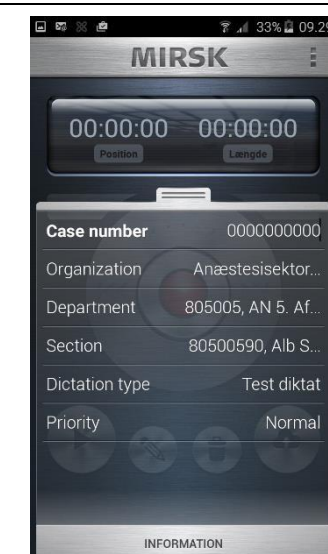 33% 09.29
MIRSK
00:00:00 00:00:00
Position Længde
Case number 0000000000
Organization Anæstesisektor...
Department 805005, AN 5. Af...
Section 80500590, Alb S...
Dictation type Test diktat
Priority Normal
INFORMATION